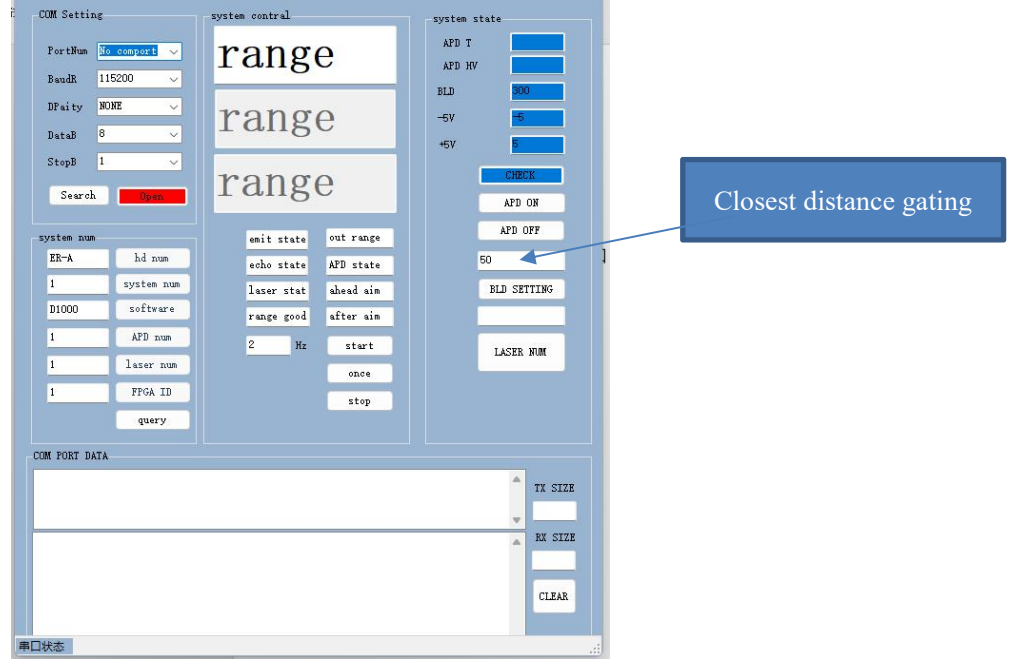 COM Setting
PortNum No comport
BaudR 115200
DPaity NONE
DataB 8
StopB 1
Search Open
system num
ER-A hd num
1 system num
D1000 software
1 APD num
1 laser num
1 FPGA ID
query
system contral
range
range
range
emit state out range
echo state APD state
laser stat ahead aim
range good after aim
2 Hz start
once
stop
system state
APD T
APD HV
BLD 300
-5V -5
+5V 5
CHECK
APD ON
APD OFF
50
BLD SETTING
LASER NUM
Closest distance gating
COM PORT DATA
TX SIZE
RX SIZE
CLEAR
串口状态